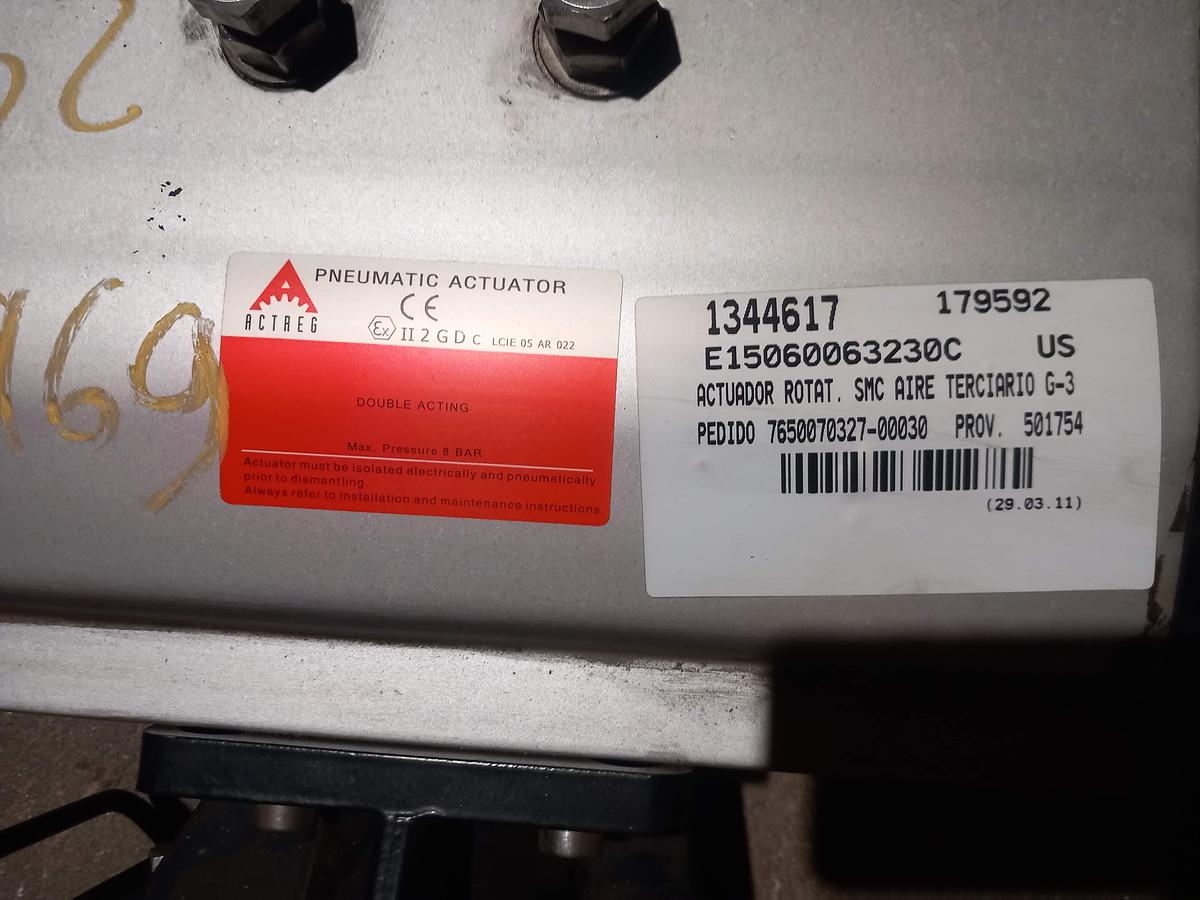 PNEUMATIC ACTUATOR
ACTREG
CE
Ex II 2 G D c LCIE 05 AR 022
DOUBLE ACTING
Max. Pressure 8 BAR
Actuator must be isolated electrically and pneumatically
prior to dismantling.
Always refer to installation and maintenance instructions.
1344617 179592
E15060063230C US
ACTUADOR ROTAT. SMC AIRE TERCIARIO G-3
PEDIDO 7650070327-00030 PROV. 501754
(29.03.11)
169